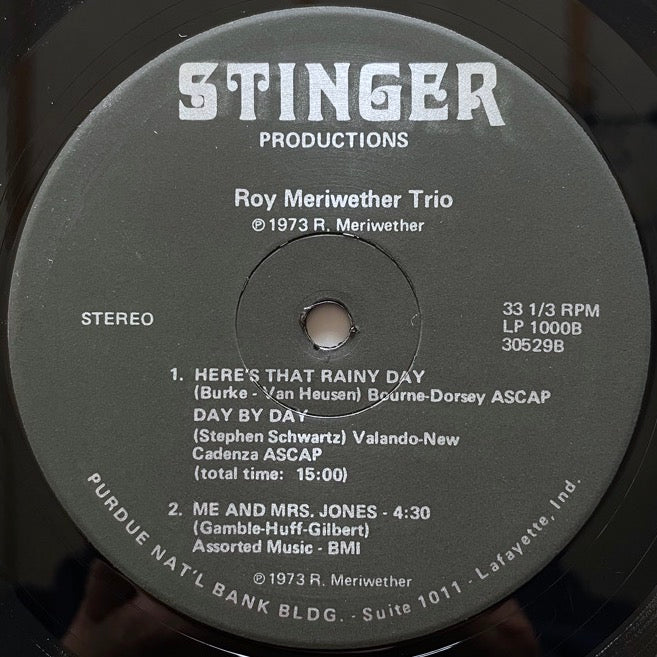 STINGER
PRODUCTIONS
Roy Meriwether Trio
℗ 1973 R. Meriwether
STEREO
33 1/3 RPM
LP 1000B
30529B
1. HERE'S THAT RAINY DAY
(Burke - Van Heusen) Bourne-Dorsey ASCAP
DAY BY DAY
(Stephen Schwartz) Valando-New
Cadenza ASCAP
(total time: 15:00)
2. ME AND MRS. JONES - 4:30
(Gamble-Huff-Gilbert)
Assorted Music - BMI
℗ 1973 R. Meriwether
PURDUE NAT'L BANK BLDG. - Suite 1011 - Lafayette, Ind.